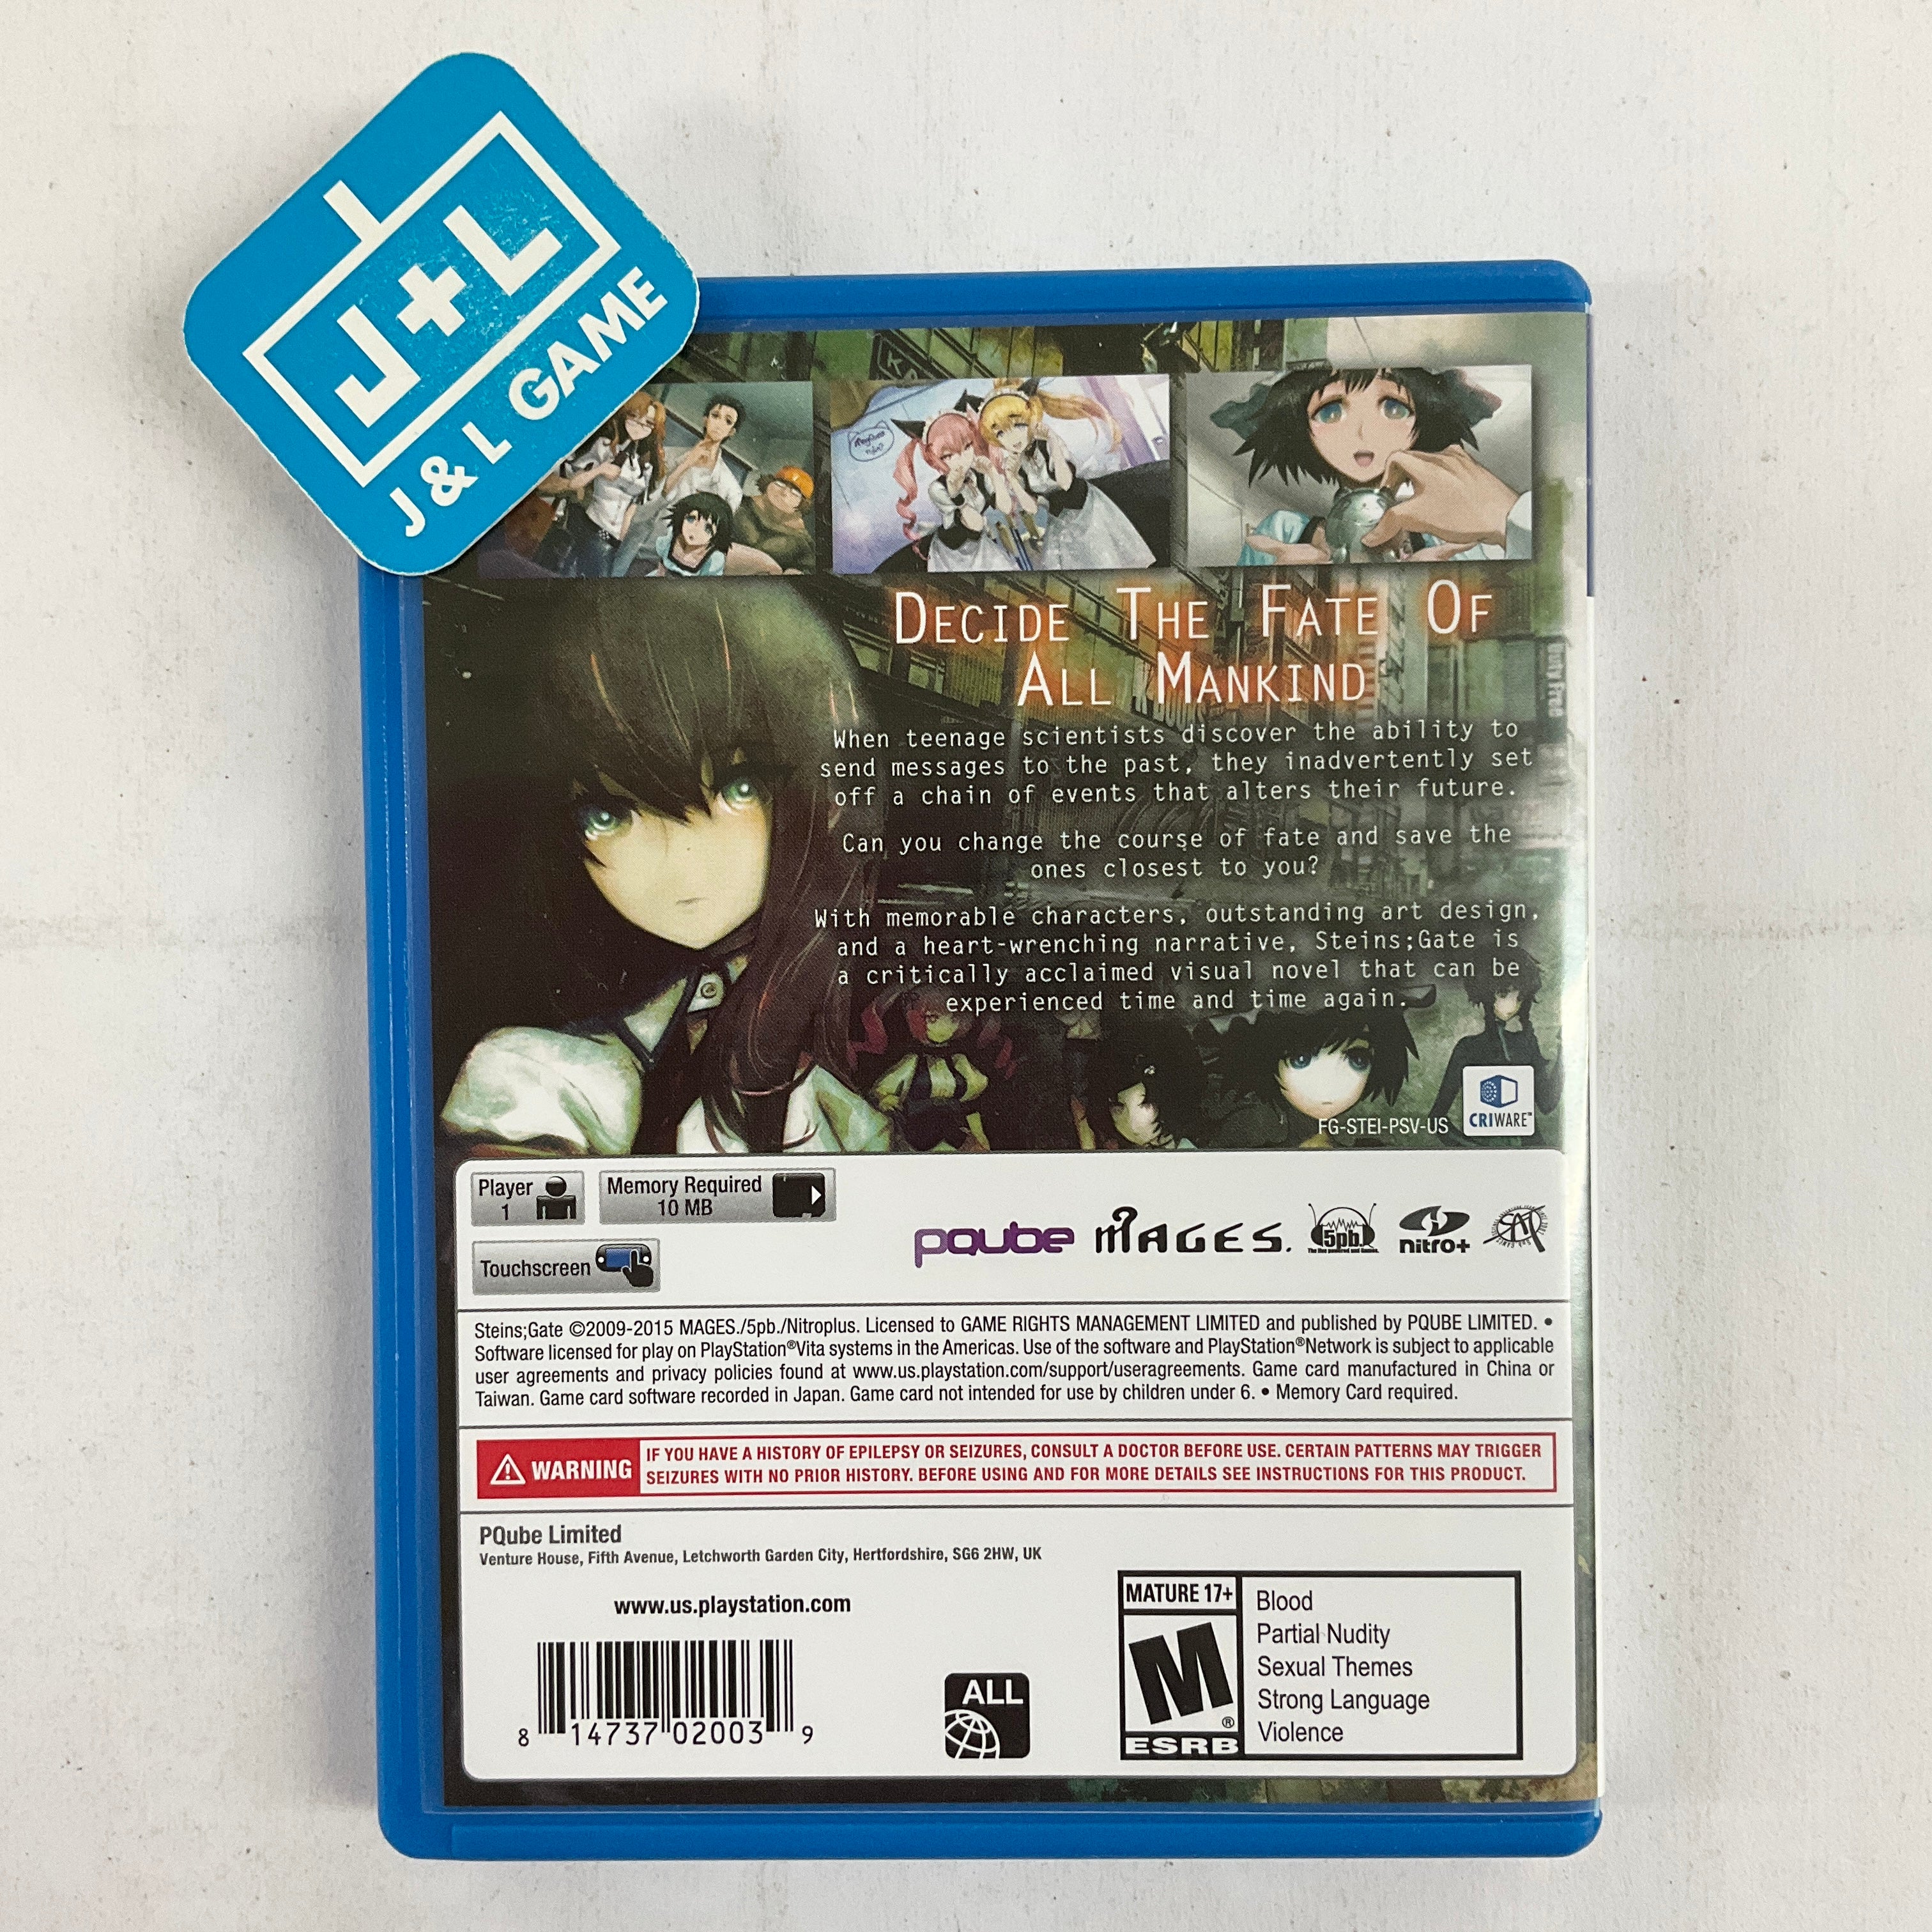 J+L
J & L GAME
DECIDE THE FATE OF
ALL MANKIND
When teenage scientists discover the ability to
send messages to the past, they inadvertently set
off a chain of events that alters their future.
Can you change the course of fate and save the
ones closest to you?
With memorable characters, outstanding art design,
and a heart-wrenching narrative, Steins;Gate is
a critically acclaimed visual novel that can be
experienced time and time again.
FG-STEI-PSV-US
CRIWARE™
Player
1
Memory Required
10 MB
Touchscreen
pqube MAGES. 5pb. nitro+
Steins;Gate ©2009-2015 MAGES./5pb./Nitroplus. Licensed to GAME RIGHTS MANAGEMENT LIMITED and published by PQUBE LIMITED. •
Software licensed for play on PlayStation®Vita systems in the Americas. Use of the software and PlayStation®Network is subject to applicable
user agreements and privacy policies found at www.us.playstation.com/support/useragreements. Game card manufactured in China or
Taiwan. Game card software recorded in Japan. Game card not intended for use by children under 6. • Memory Card required.
WARNING
IF YOU HAVE A HISTORY OF EPILEPSY OR SEIZURES, CONSULT A DOCTOR BEFORE USE. CERTAIN PATTERNS MAY TRIGGER
SEIZURES WITH NO PRIOR HISTORY. BEFORE USING AND FOR MORE DETAILS SEE INSTRUCTIONS FOR THIS PRODUCT.
PQube Limited
Venture House, Fifth Avenue, Letchworth Garden City, Hertfordshire, SG6 2HW, UK
www.us.playstation.com
8 14737 02003 9
ALL
MATURE 17+
M®
ESRB
Blood
Partial Nudity
Sexual Themes
Strong Language
Violence